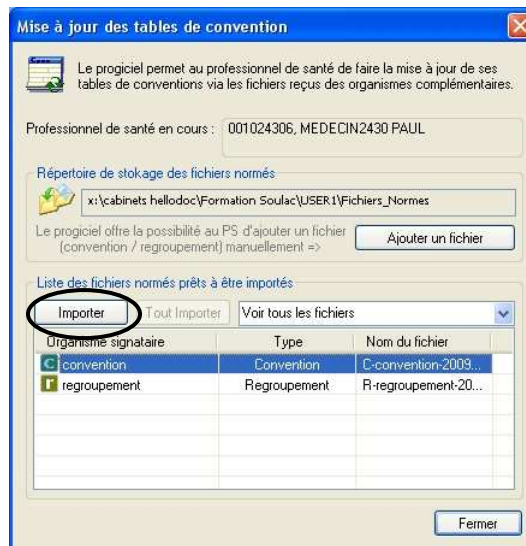 Mise à jour des tables de convention
Le progiciel permet au professionnel de santé de faire la mise à jour de ses
tables de conventions via les fichiers reçus des organismes complémentaires.
Professionnel de santé en cours : 001024306, MEDECIN2430 PAUL
Répertoire de stokage des fichiers normés
x:\cabinets hellodoc\Formation Soulac\USER1\Fichiers_Normes
Le progiciel offre la possibilité au PS d'ajouter un fichier
(convention / regroupement) manuellement => Ajouter un fichier
Liste des fichiers normés prêts à être importés
Importer Tout Importer Voir tous les fichiers
Organisme signataire Type Nom du fichier
C convention Convention C-convention-2009...
r regroupement Regroupement R-regroupement-20...
Fermer